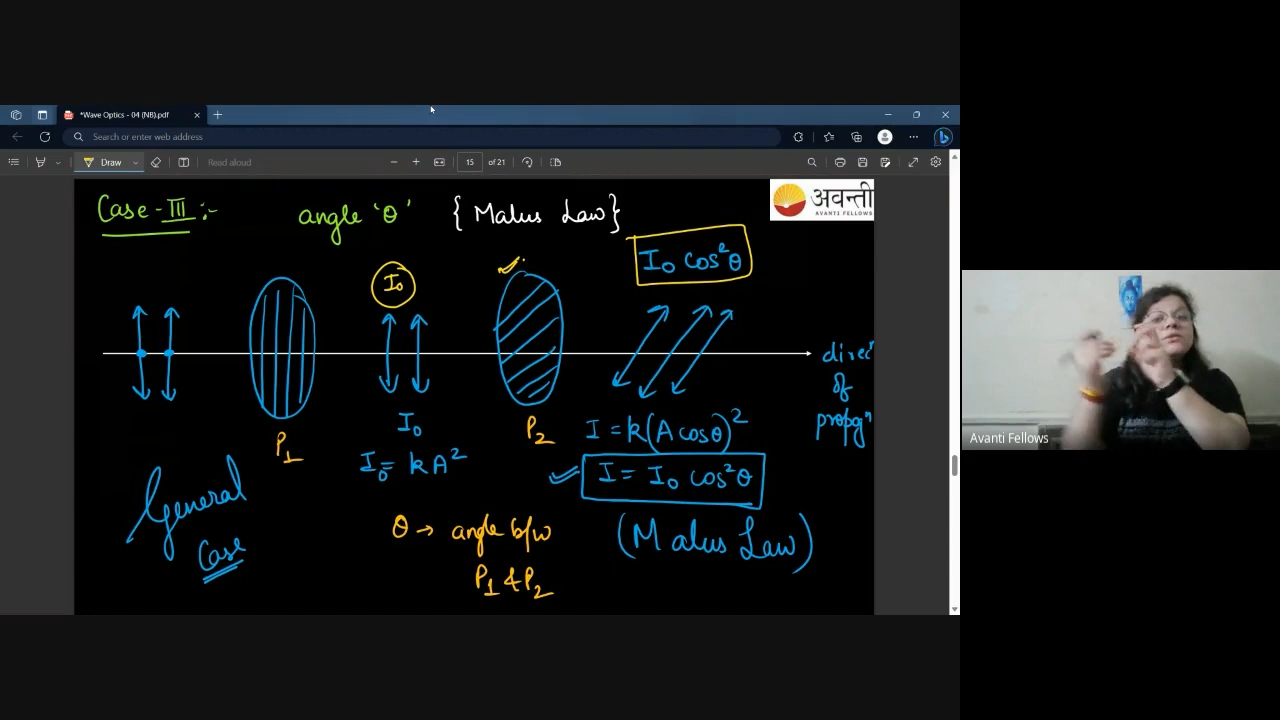 *Wave Optics - 04 (NB).pdf
Search or enter web address
Draw
Read aloud
15 of 21
Case-III :-
angle 'θ' { Malus Law }
अवन्ती
AVANTI FELLOWS
I₀ cos²θ
I₀
direcⁿ
of
propgⁿ
P₁
I₀
I₀ = kA²
P₂
I = k(A cosθ)²
I = I₀ cos²θ
(Malus Law)
General
Case
θ → angle b/w
P₁ & P₂
Avanti Fellows